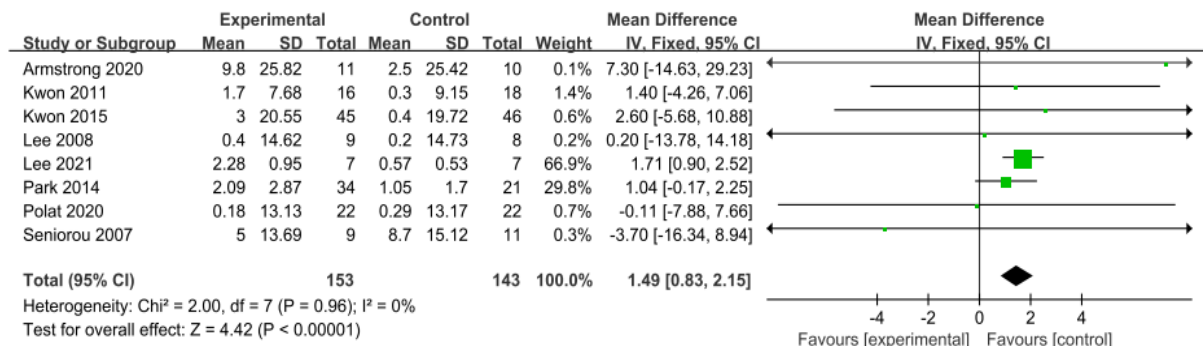 Experimental Control Mean Difference Mean Difference
Study or Subgroup Mean SD Total Mean SD Total Weight IV, Fixed, 95% CI IV, Fixed, 95% CI
Armstrong 2020 9.8 25.82 11 2.5 25.42 10 0.1% 7.30 [-14.63, 29.23]
Kwon 2011 1.7 7.68 16 0.3 9.15 18 1.4% 1.40 [-4.26, 7.06]
Kwon 2015 3 20.55 45 0.4 19.72 46 0.6% 2.60 [-5.68, 10.88]
Lee 2008 0.4 14.62 9 0.2 14.73 8 0.2% 0.20 [-13.78, 14.18]
Lee 2021 2.28 0.95 7 0.57 0.53 7 66.9% 1.71 [0.90, 2.52]
Park 2014 2.09 2.87 34 1.05 1.7 21 29.8% 1.04 [-0.17, 2.25]
Polat 2020 0.18 13.13 22 0.29 13.17 22 0.7% -0.11 [-7.88, 7.66]
Seniorou 2007 5 13.69 9 8.7 15.12 11 0.3% -3.70 [-16.34, 8.94]
Total (95% CI) 153 143 100.0% 1.49 [0.83, 2.15]
Heterogeneity: Chi² = 2.00, df = 7 (P = 0.96); I² = 0%
Test for overall effect: Z = 4.42 (P < 0.00001)
-4 -2 0 2 4
Favours [experimental] Favours [control]